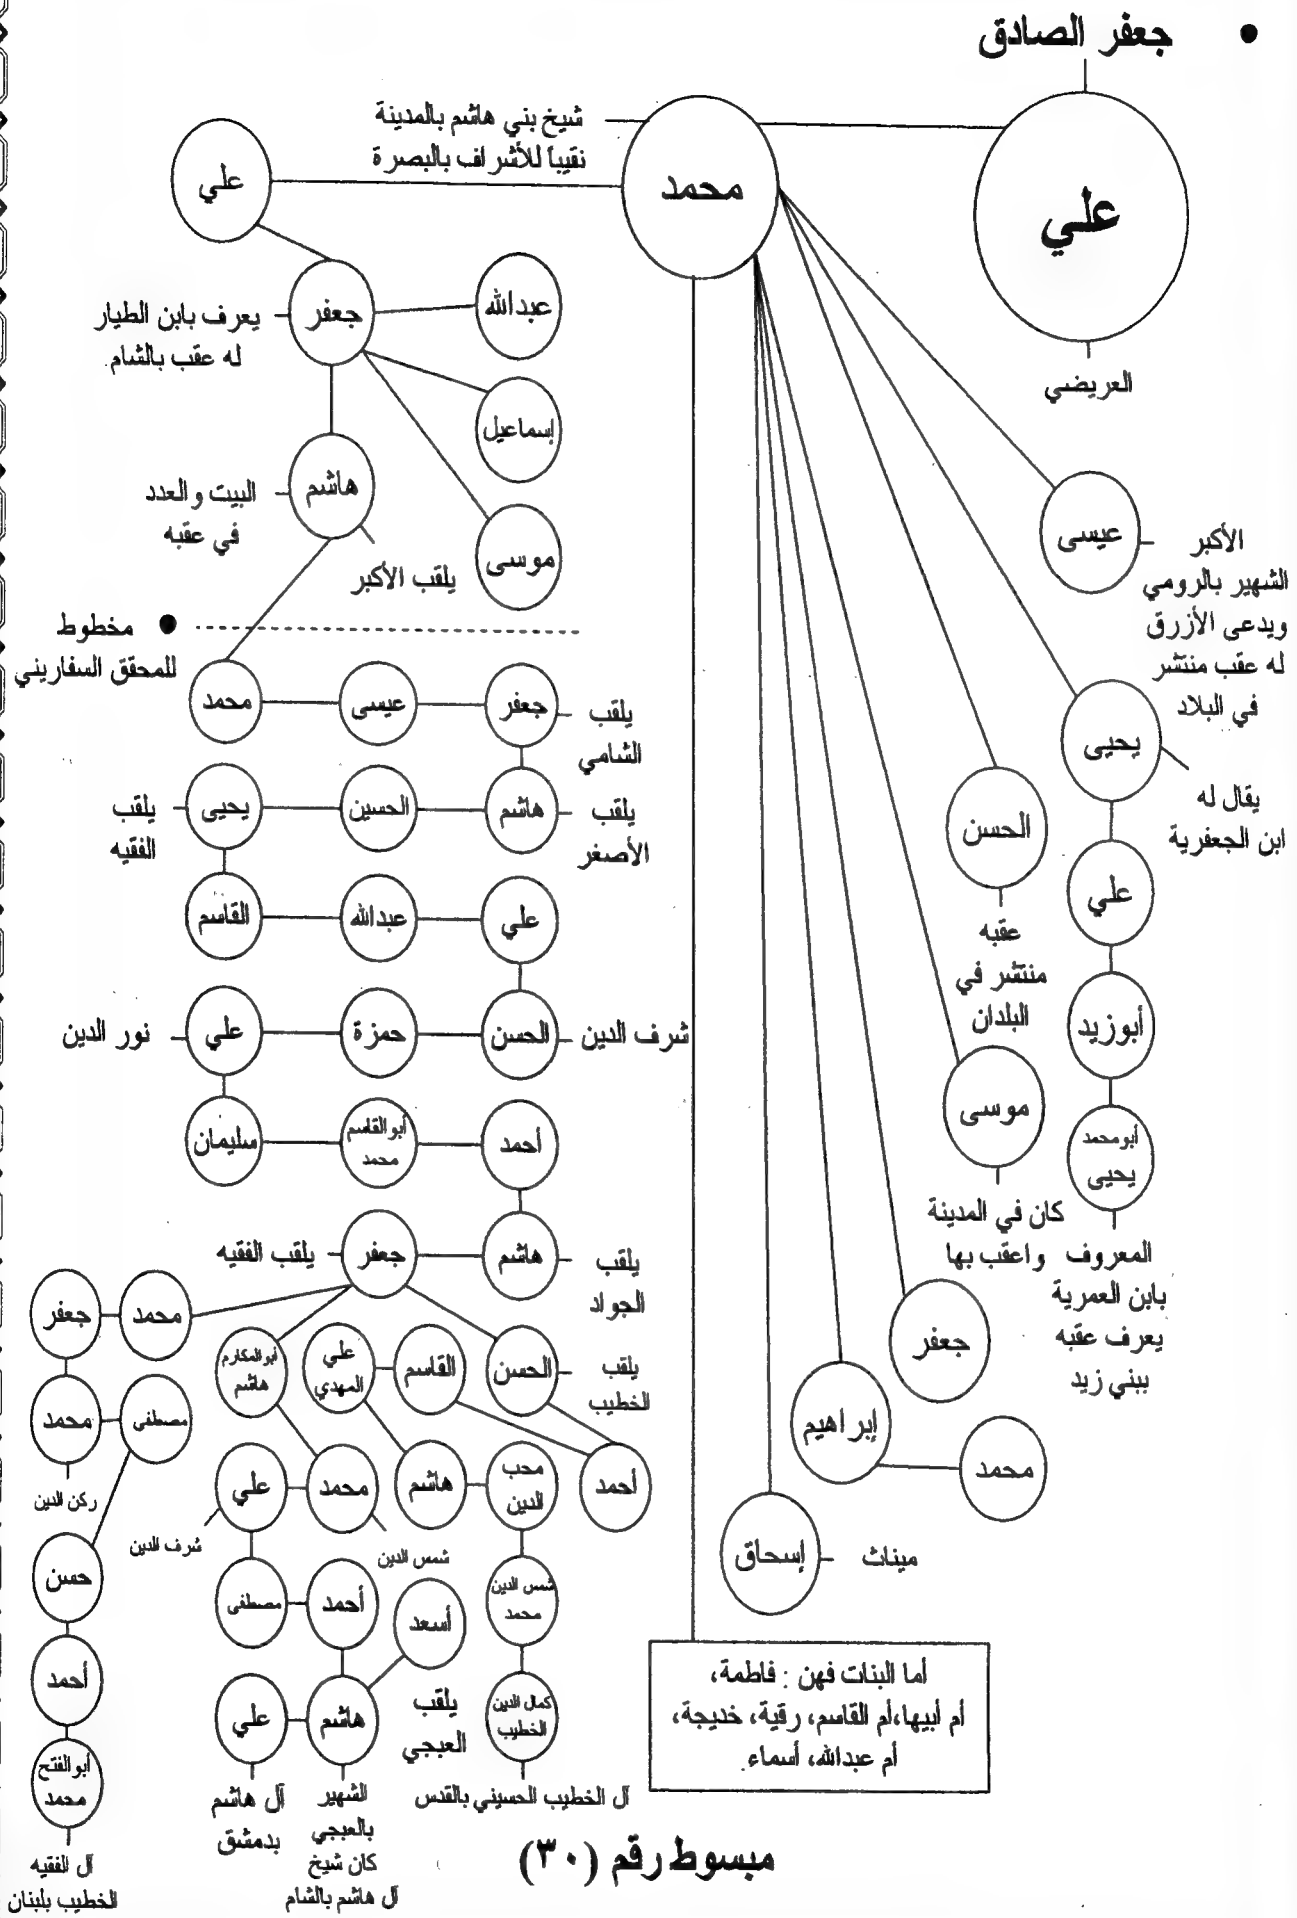 جعفر الصادق
علي
العريضي
محمد
شيخ بني هاشم بالمدينة
نقيباً للأشراف بالبصرة
علي
جعفر
يعرف بابن الطيار
له عقب بالشام
عبدالله
إسماعيل
موسى
هاشم
البيت والعدد
في عقبه
يلقب الأكبر
مخطوط
للمحقق السفاريني
عيسى
الأكبر
الشهير بالرومي
ويدعى الأزرق
له عقب منتشر
في البلاد
يحيى
يقال له
ابن الجعفرية
علي
أبوزيد
أبومحمد
يحيى
المعروف
بابن العمرية
يعرف عقبه
ببني زيد
الحسن
عقبه
منتشر في
البلدان
موسى
كان في المدينة
واعقب بها
جعفر
إبراهيم
محمد
إسحاق
ميناث
محمد
عيسى
جعفر
يلقب
الشامي
هاشم
يلقب
الأصغر
الحسين
يحيى
يلقب
الفقيه
القاسم
عبدالله
علي
الحسن
شرف الدين
حمزة
علي
نور الدين
سليمان
أبوالقاسم
محمد
أحمد
هاشم
يلقب
الجواد
جعفر
يلقب الفقيه
الحسن
يلقب
الخطيب
القاسم
علي
المهدي
أبوالمكارم
هاشم
محمد
جعفر
محمد
ركن الدين
مصطفى
حسن
أحمد
أبوالفتح
محمد
آل الفقيه
الخطيب بلبنان
أحمد
محب
الدين
هاشم
محمد
شمس الدين
علي
شرف الدين
مصطفى
أحمد
أسعد
يلقب
العبجي
هاشم
الشهير
بالعبجي
كان شيخ
آل هاشم بالشام
علي
آل هاشم
بدمشق
شمس الدين
محمد
كمال الدين
الخطيب
آل الخطيب الحسيني بالقدس
أما البنات فهن : فاطمة،
أم أبيها،أم القاسم، رقية، خديجة،
أم عبدالله، أسماء.
مبسوط رقم (٣٠)